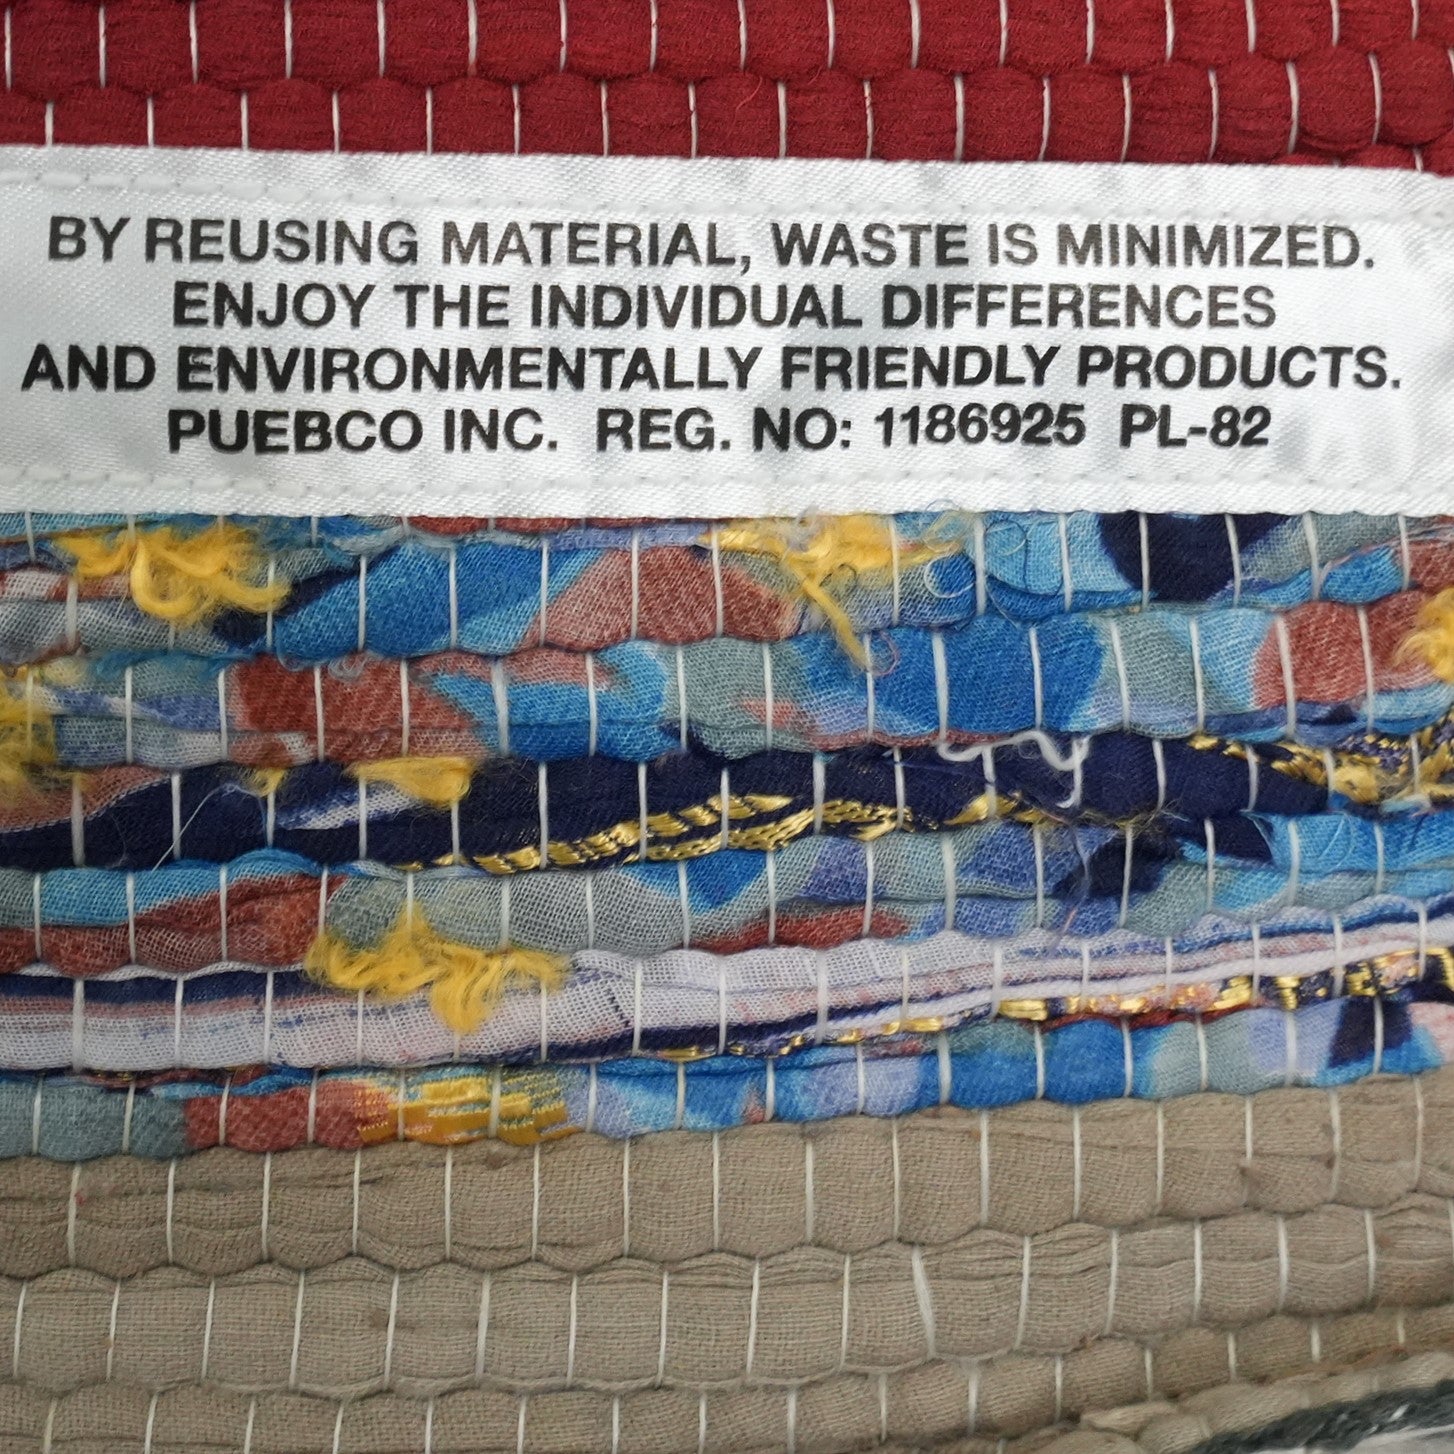 BY REUSING MATERIAL, WASTE IS MINIMIZED.
ENJOY THE INDIVIDUAL DIFFERENCES
AND ENVIRONMENTALLY FRIENDLY PRODUCTS.
PUEBCO INC. REG. NO: 1186925 PL-82